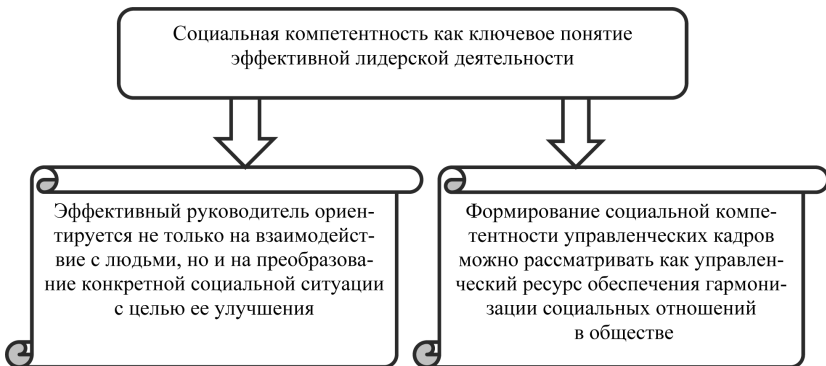 Социальная компетентность как ключевое понятие
эффективной лидерской деятельности
Эффективный руководитель ориен-
тируется не только на взаимодейст-
вие с людьми, но и на преобразова-
ние конкретной социальной ситуации
с целью ее улучшения
Формирование социальной компе-
тентности управленческих кадров
можно рассматривать как управлен-
ческий ресурс обеспечения гармони-
зации социальных отношений
в обществе